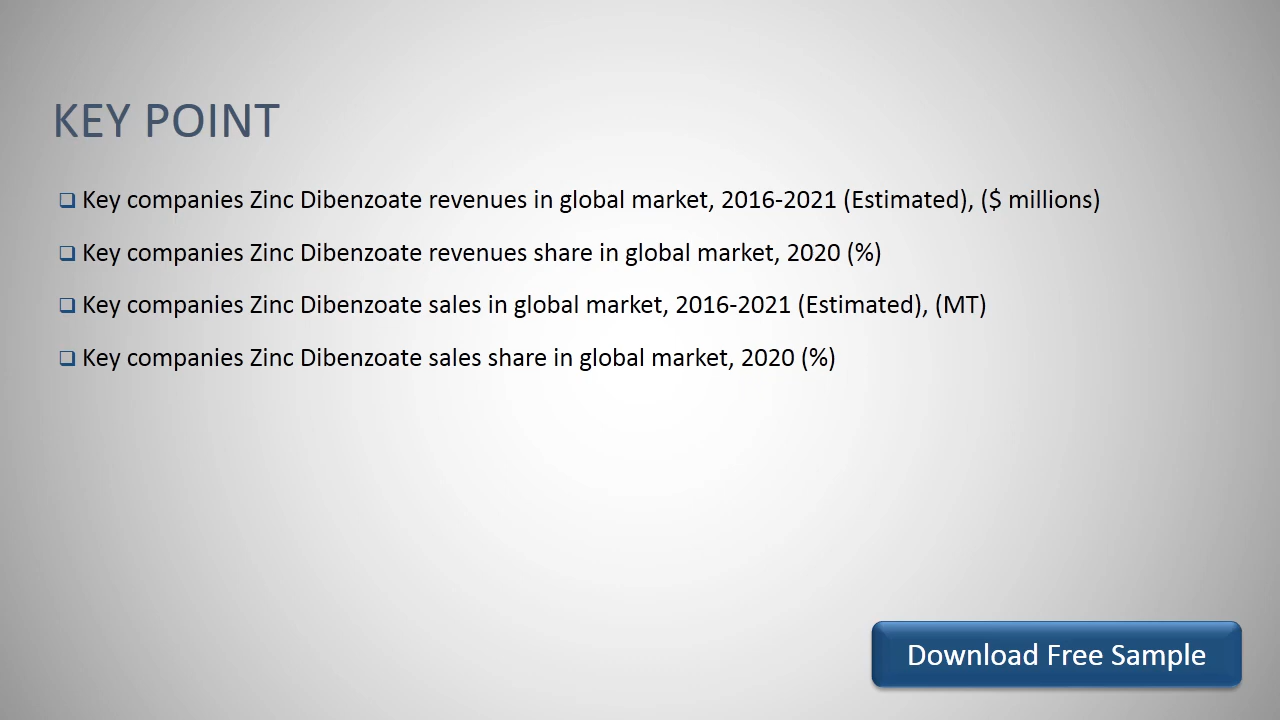 KEY POINT
❑ Key companies Zinc Dibenzoate revenues in global market, 2016-2021 (Estimated), ($ millions)
❑ Key companies Zinc Dibenzoate revenues share in global market, 2020 (%)
❑ Key companies Zinc Dibenzoate sales in global market, 2016-2021 (Estimated), (MT)
❑ Key companies Zinc Dibenzoate sales share in global market, 2020 (%)
Download Free Sample